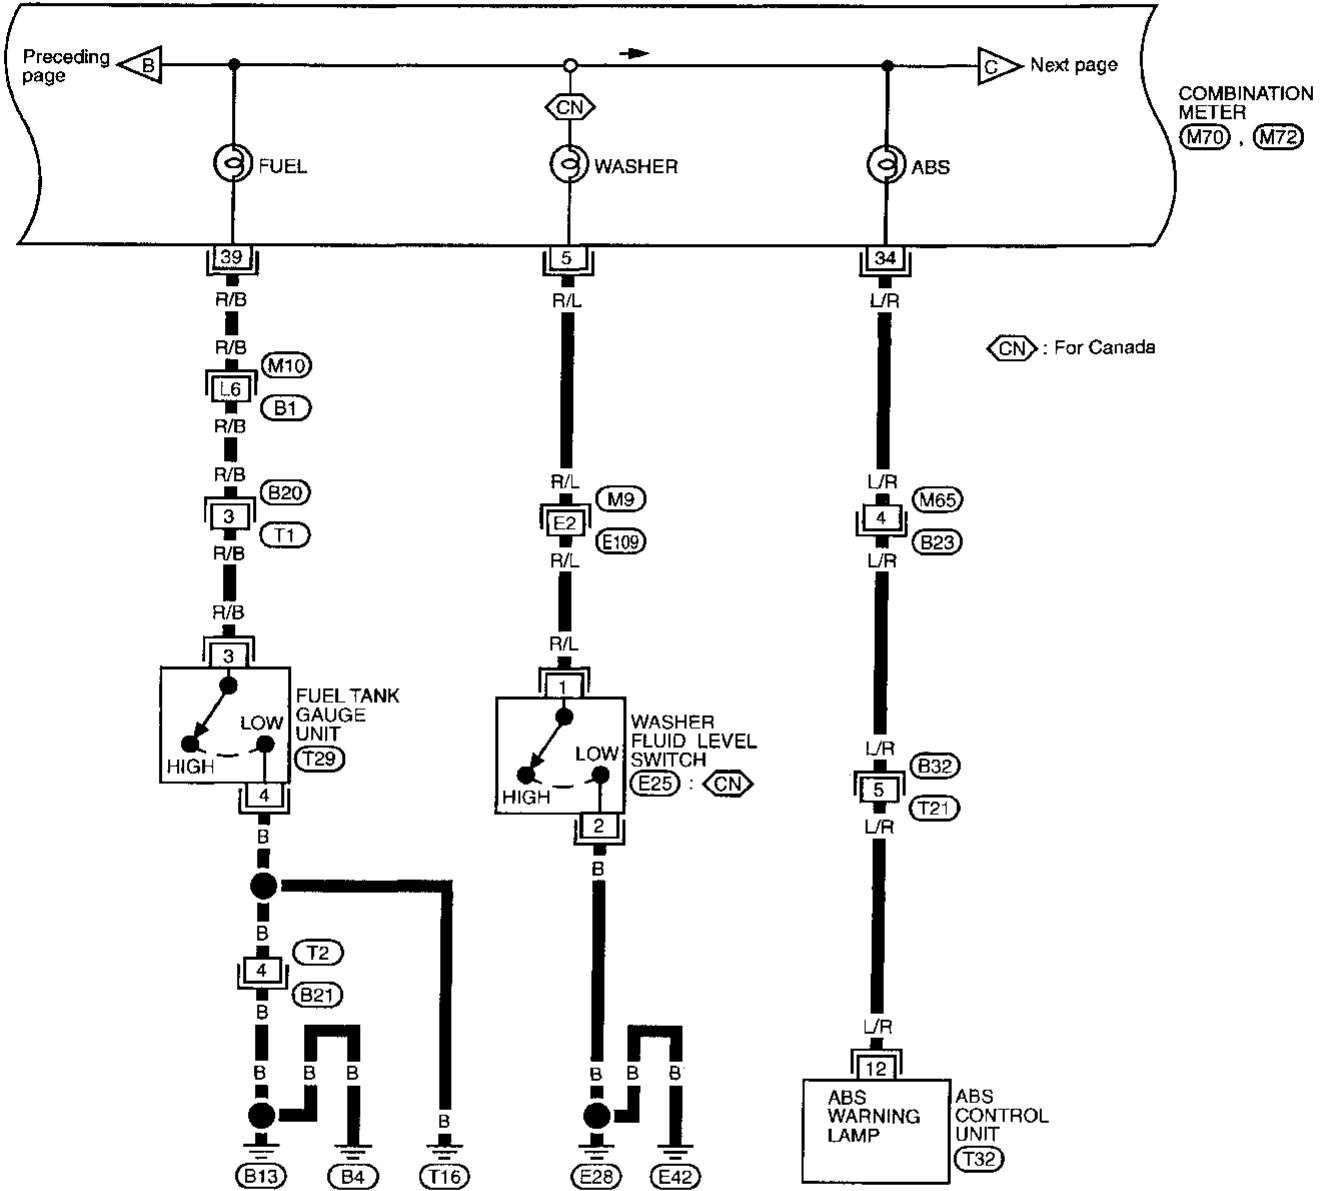 Preceding
page
B
C
Next page
CN
FUEL
WASHER
ABS
COMBINATION
METER
M70 , M72
39
5
34
R/B
R/L
L/R
CN : For Canada
R/B
M10
L6
B1
R/B
R/B
R/L
L/R
B20
M9
M65
3
E2
4
T1
E109
B23
R/B
R/L
L/R
R/B
R/L
3
1
FUEL TANK
GAUGE
UNIT
T29
LOW
HIGH
WASHER
FLUID LEVEL
SWITCH
E25 : CN
LOW
HIGH
L/R
B32
5
T21
L/R
4
2
B
B
B
T2
4
B21
B
L/R
12
B
B
B
B
B
B
B
ABS
WARNING
LAMP
ABS
CONTROL
UNIT
T32
B13
B4
T16
E28
E42